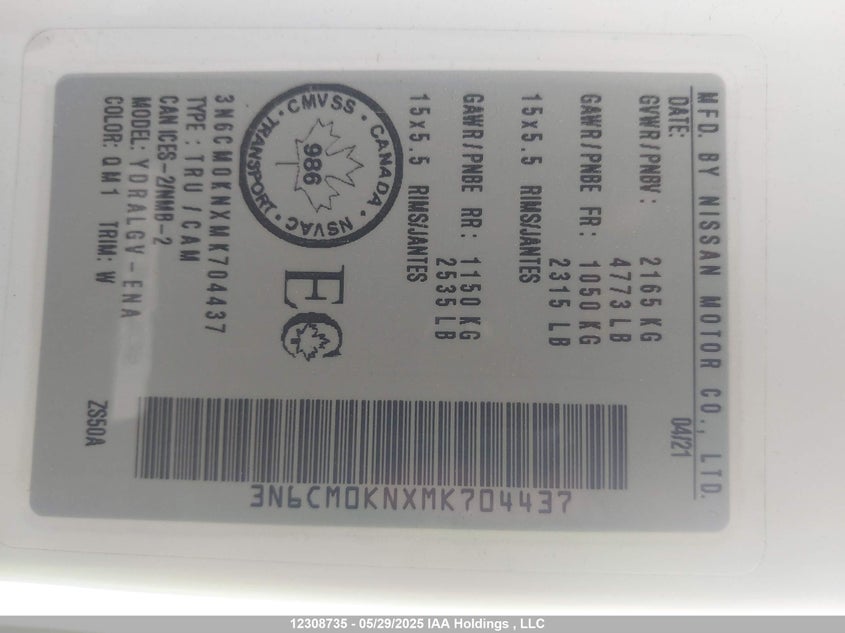 MFD. BY NISSAN MOTOR CO., LTD.
DATE: 04/21
GVWR/PNBV: 2165 KG
4773 LB
GAWR/PNBE FR: 1050 KG
2315 LB
15x5.5 RIMS/JANTES
GAWR/PNBE RR: 1150 KG
2535 LB
15x5.5 RIMS/JANTES
CMVSS · CANADA · NSVAC · TRANSPORT ·
986
EC
3N6CM0KNXMK704437
TYPE: TRU / CAM
CAN ICES-2/NMB-2
MODEL: YDRALGV-ENA
COLOR: QM1 TRIM: W
ZS50A
3N6CM0KNXMK704437
12308735 - 05/29/2025 IAA Holdings , LLC